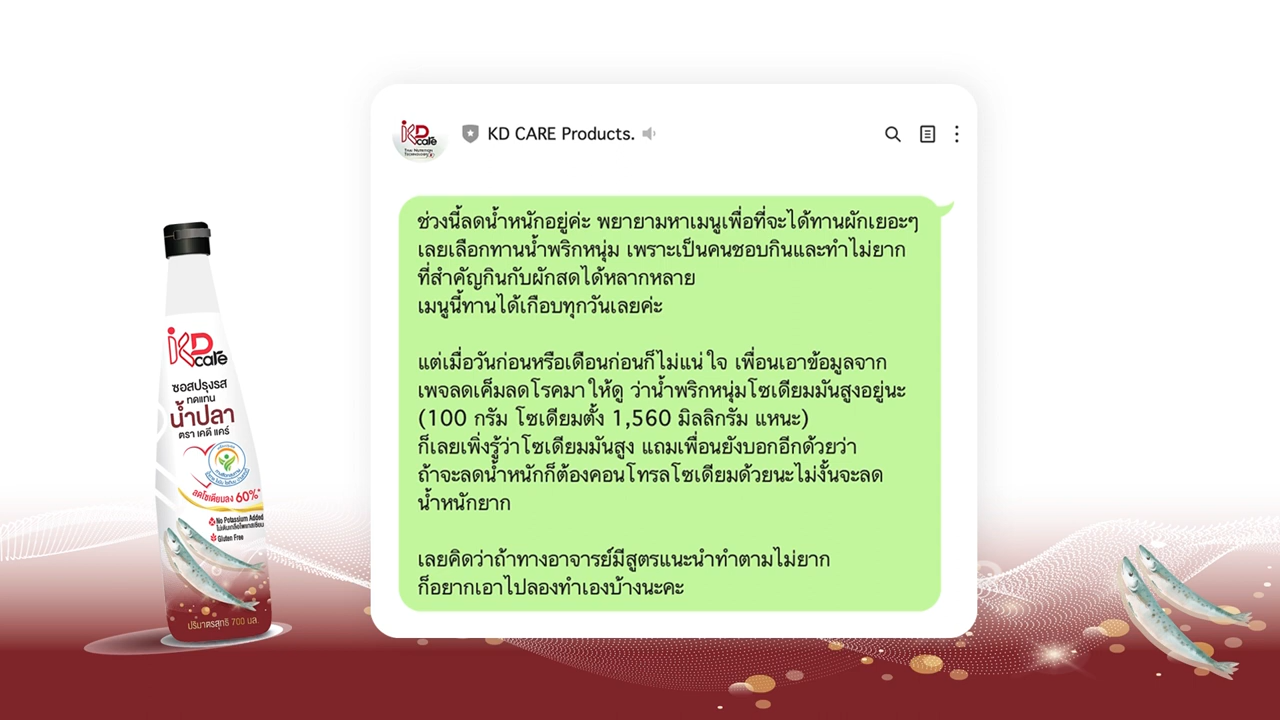 KD care
THAI NUTRITION
TECHNOLOGY
KD CARE Products.
ช่วงนี้ลดน้ำหนักอยู่ค่ะ พยายามหาเมนูเพื่อที่จะได้ทานผักเยอะๆ
เลยเลือกทานน้ำพริกหนุ่ม เพราะเป็นคนชอบกินและทำไม่ยาก
ที่สำคัญกินกับผักสดได้หลากหลาย
เมนูนี้ทานได้เกือบทุกวันเลยค่ะ
แต่เมื่อวันก่อนหรือเดือนก่อนก็ไม่แน่ใจ เพื่อนเอาข้อมูลจาก
เพจลดเค็มลดโรคมาให้ดู ว่าน้ำพริกหนุ่มโซเดียมมันสูงอยู่นะ
(100 กรัม โซเดียมตั้ง 1,560 มิลลิกรัม แหนะ)
ก็เลยเพิ่งรู้ว่าโซเดียมมันสูง แถมเพื่อนยังบอกอีกด้วยว่า
ถ้าจะลดน้ำหนักก็ต้องคอนโทรลโซเดียมด้วยนะไม่งั้นจะลด
น้ำหนักยาก
เลยคิดว่าถ้าทางอาจารย์มีสูตรแนะนำทำตามไม่ยาก
ก็อยากเอาไปลองทำเองบ้างนะคะ
KD care
ซอสปรุงรส
ทดแทน
น้ำปลา
ตรา เคดี แคร์
ลดโซเดียมลง 60%*
No Potassium Added
ไม่เติมเกลือโพแทสเซียม
Gluten Free
ปริมาตรสุทธิ 700 มล.